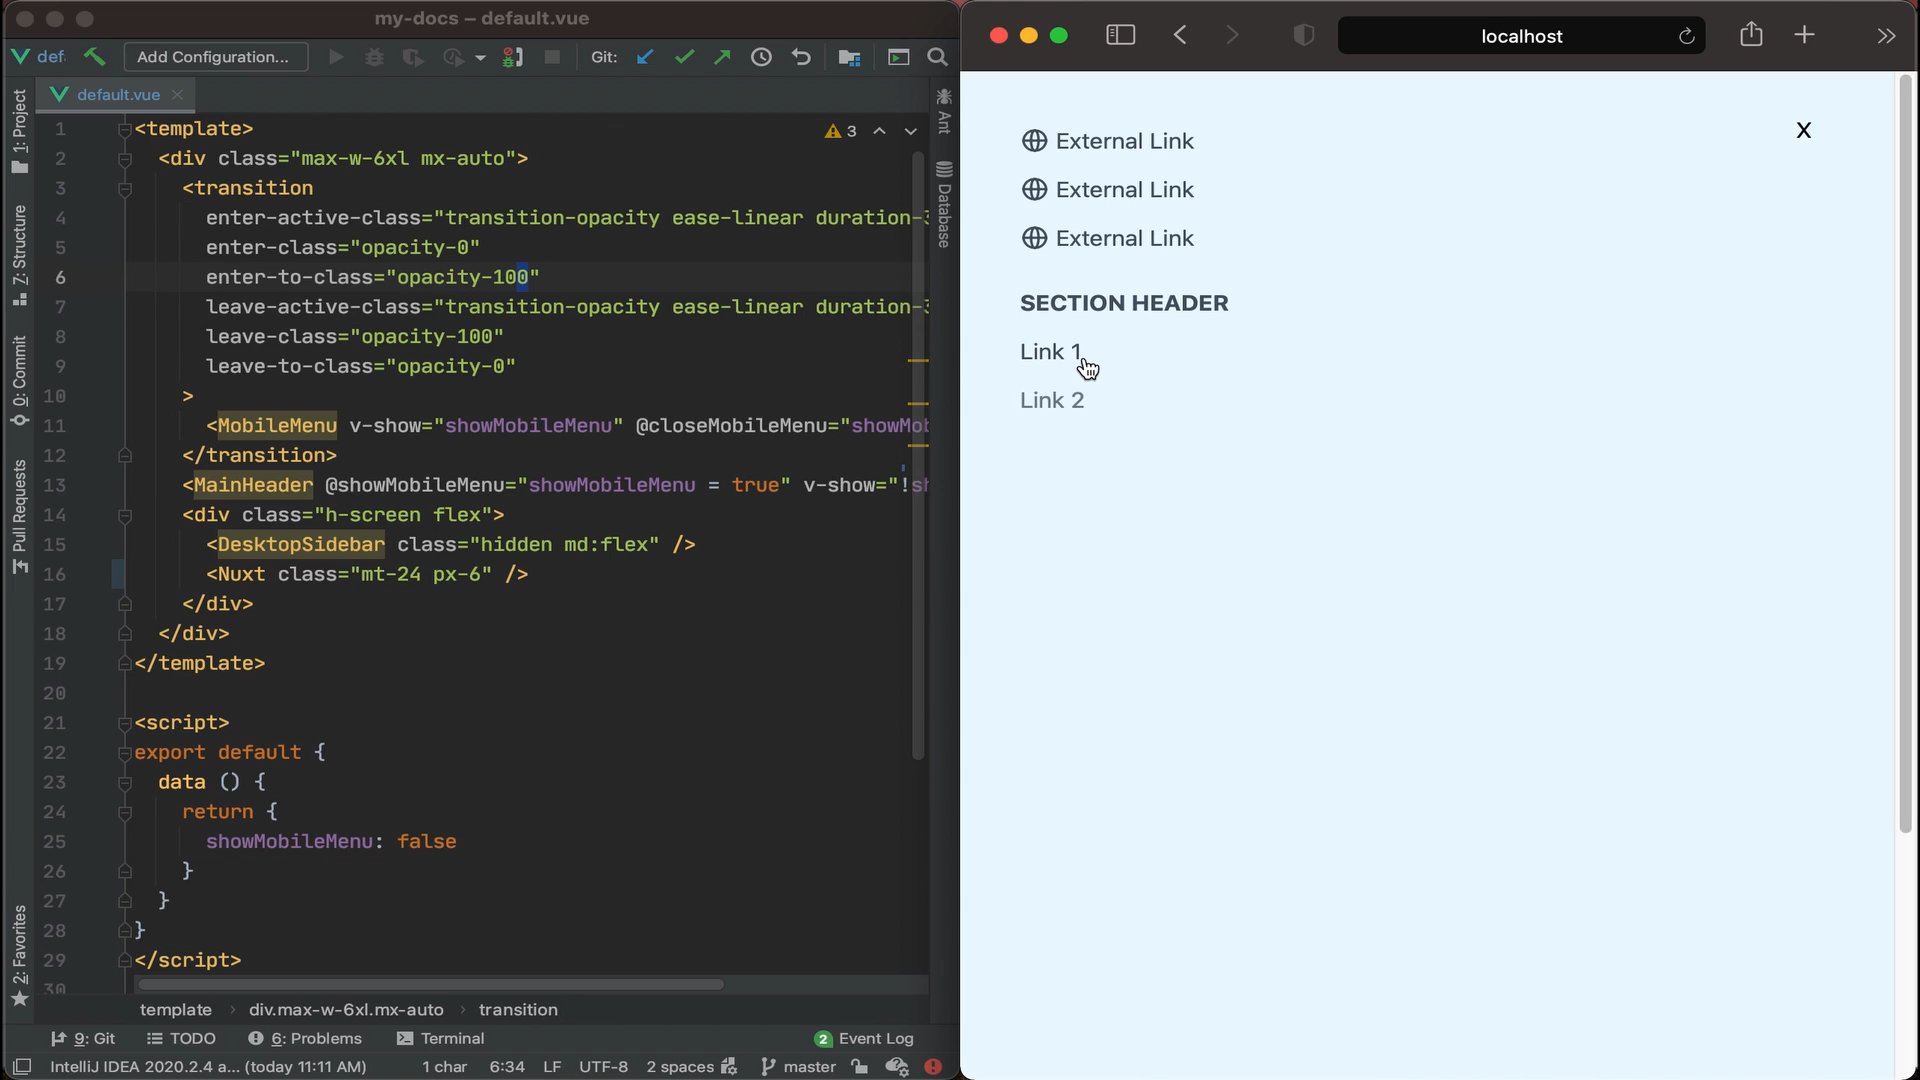 my-docs – default.vue
def
Add Configuration...
Git:
default.vue
1: Project
Z: Structure
0: Commit
Pull Requests
2: Favorites
Ant
Database
3
1 <template>
2 <div class="max-w-6xl mx-auto">
3 <transition
4 enter-active-class="transition-opacity ease-linear duration-3
5 enter-class="opacity-0"
6 enter-to-class="opacity-100"
7 leave-active-class="transition-opacity ease-linear duration-3
8 leave-class="opacity-100"
9 leave-to-class="opacity-0"
10 >
11 <MobileMenu v-show="showMobileMenu" @closeMobileMenu="showMob
12 </transition>
13 <MainHeader @showMobileMenu="showMobileMenu = true" v-show="!sh
14 <div class="h-screen flex">
15 <DesktopSidebar class="hidden md:flex" />
16 <Nuxt class="mt-24 px-6" />
17 </div>
18 </div>
19 </template>
20
21 <script>
22 export default {
23 data () {
24 return {
25 showMobileMenu: false
26 }
27 }
28 }
29 </script>
30
template › div.max-w-6xl.mx-auto › transition
9: Git TODO 6: Problems Terminal 2 Event Log
IntelliJ IDEA 2020.2.4 a... (today 11:11 AM) 1 char 6:34 LF UTF-8 2 spaces master
localhost
X
External Link
External Link
External Link
SECTION HEADER
Link 1
Link 2